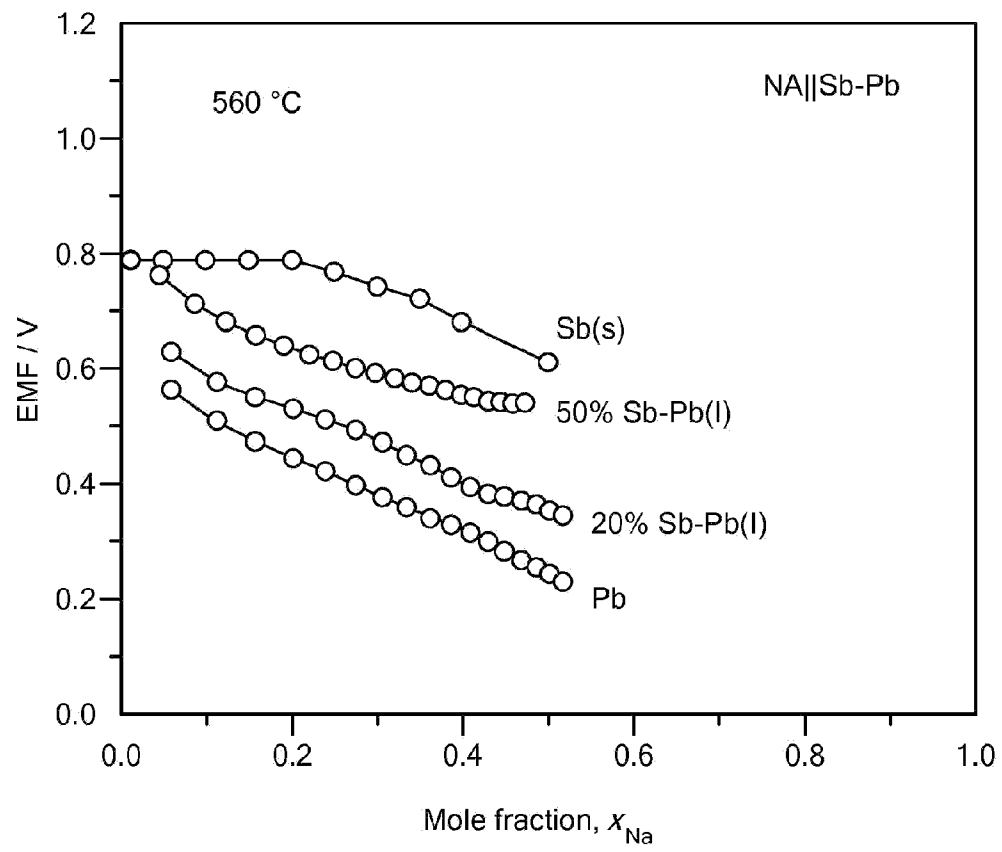 1.2
1.0
0.8
0.6
0.4
0.2
0.0
EMF / V
560 °C
NA||Sb-Pb
Sb(s)
50% Sb-Pb(l)
20% Sb-Pb(l)
Pb
0.0 0.2 0.4 0.6 0.8 1.0
Mole fraction, xNa